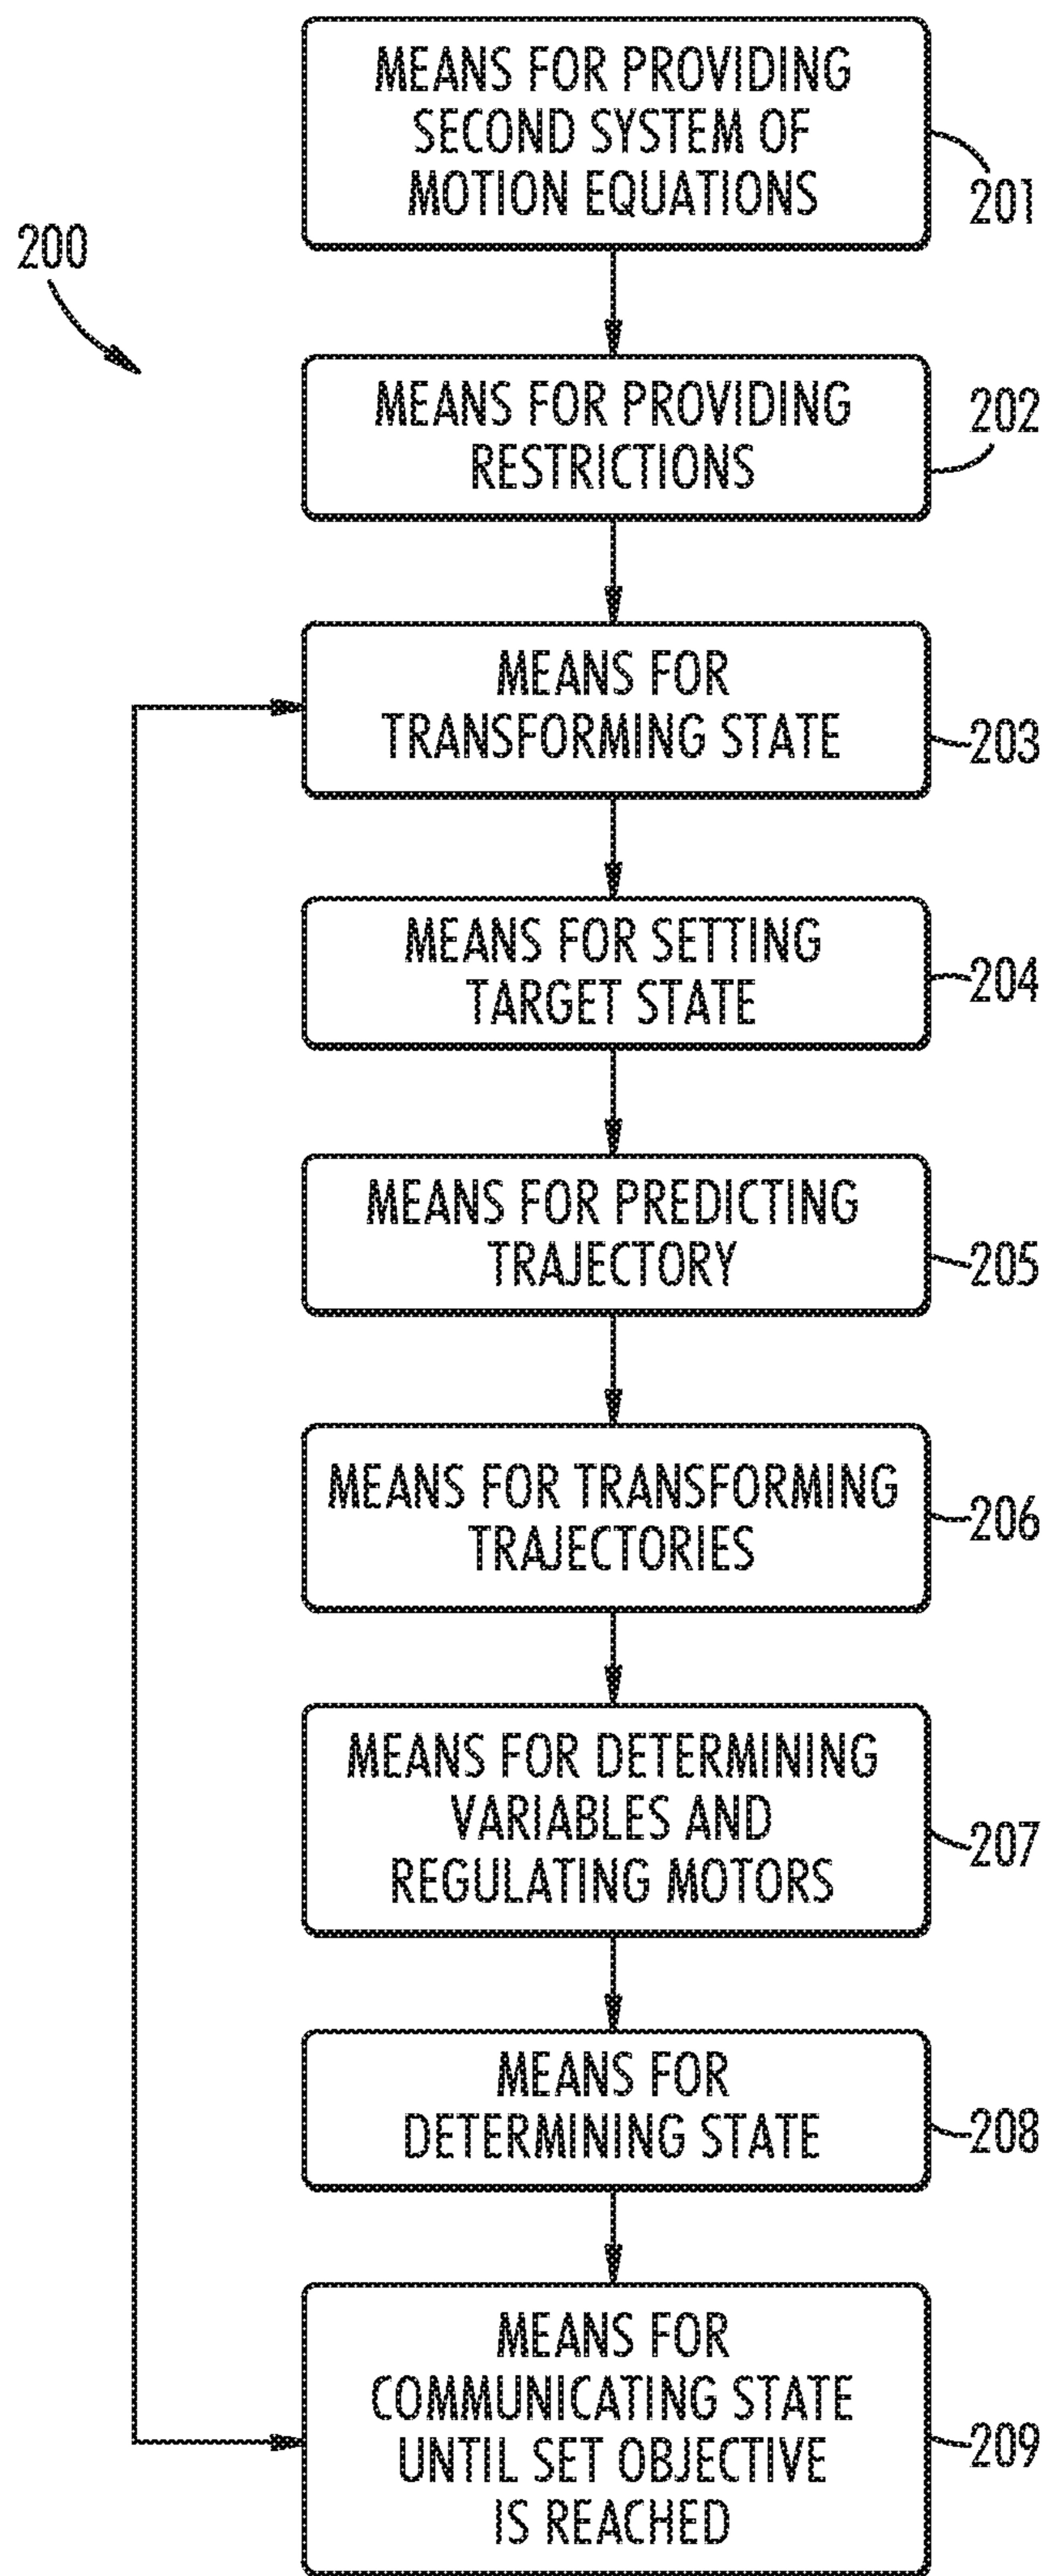 MEANS FOR PROVIDING
SECOND SYSTEM OF
MOTION EQUATIONS
201
200
MEANS FOR PROVIDING
RESTRICTIONS
202
MEANS FOR
TRANSFORMING STATE
203
MEANS FOR SETTING
TARGET STATE
204
MEANS FOR PREDICTING
TRAJECTORY
205
MEANS FOR TRANSFORMING
TRAJECTORIES
206
MEANS FOR DETERMINING
VARIABLES AND
REGULATING MOTORS
207
MEANS FOR
DETERMINING STATE
208
MEANS FOR
COMMUNICATING STATE
UNTIL SET OBJECTIVE
IS REACHED
209